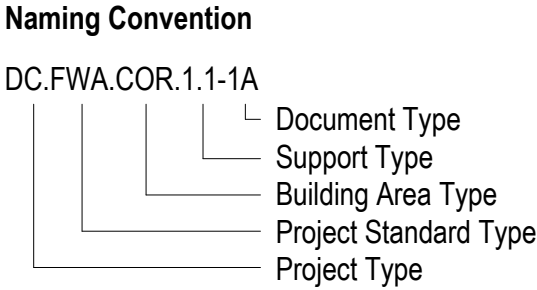 Naming Convention
DC.FWA.COR.1.1-1A
Document Type
Support Type
Building Area Type
Project Standard Type
Project Type